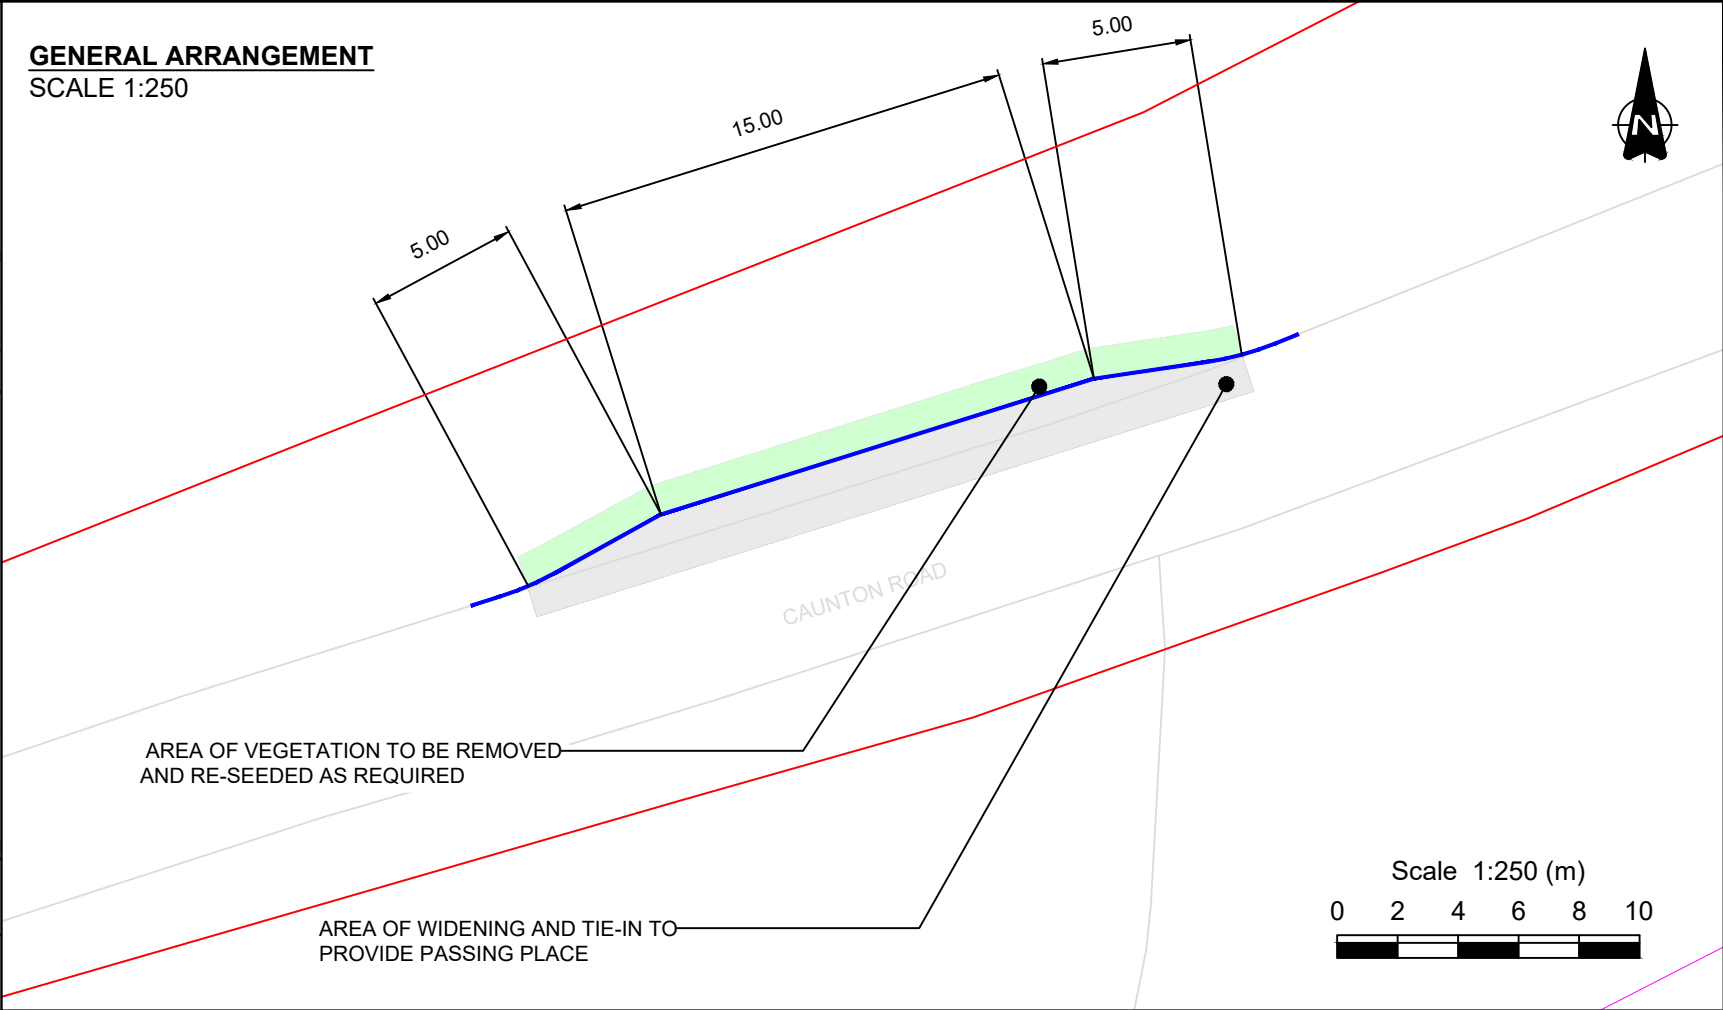 GENERAL ARRANGEMENT
SCALE 1:250
5.00
15.00
5.00
N
CAUNTON ROAD
AREA OF VEGETATION TO BE REMOVED
AND RE-SEEDED AS REQUIRED
AREA OF WIDENING AND TIE-IN TO
PROVIDE PASSING PLACE
Scale 1:250 (m)
0 2 4 6 8 10